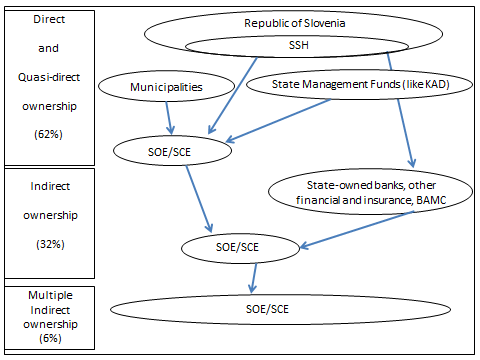 Direct
and
Quasi-direct
ownership
(62%)
Republic of Slovenia
SSH
Municipalities
State Management Funds (like KAD)
SOE/SCE
Indirect
ownership
(32%)
State-owned banks, other
financial and insurance, BAMC
SOE/SCE
Multiple
Indirect
ownership
(6%)
SOE/SCE